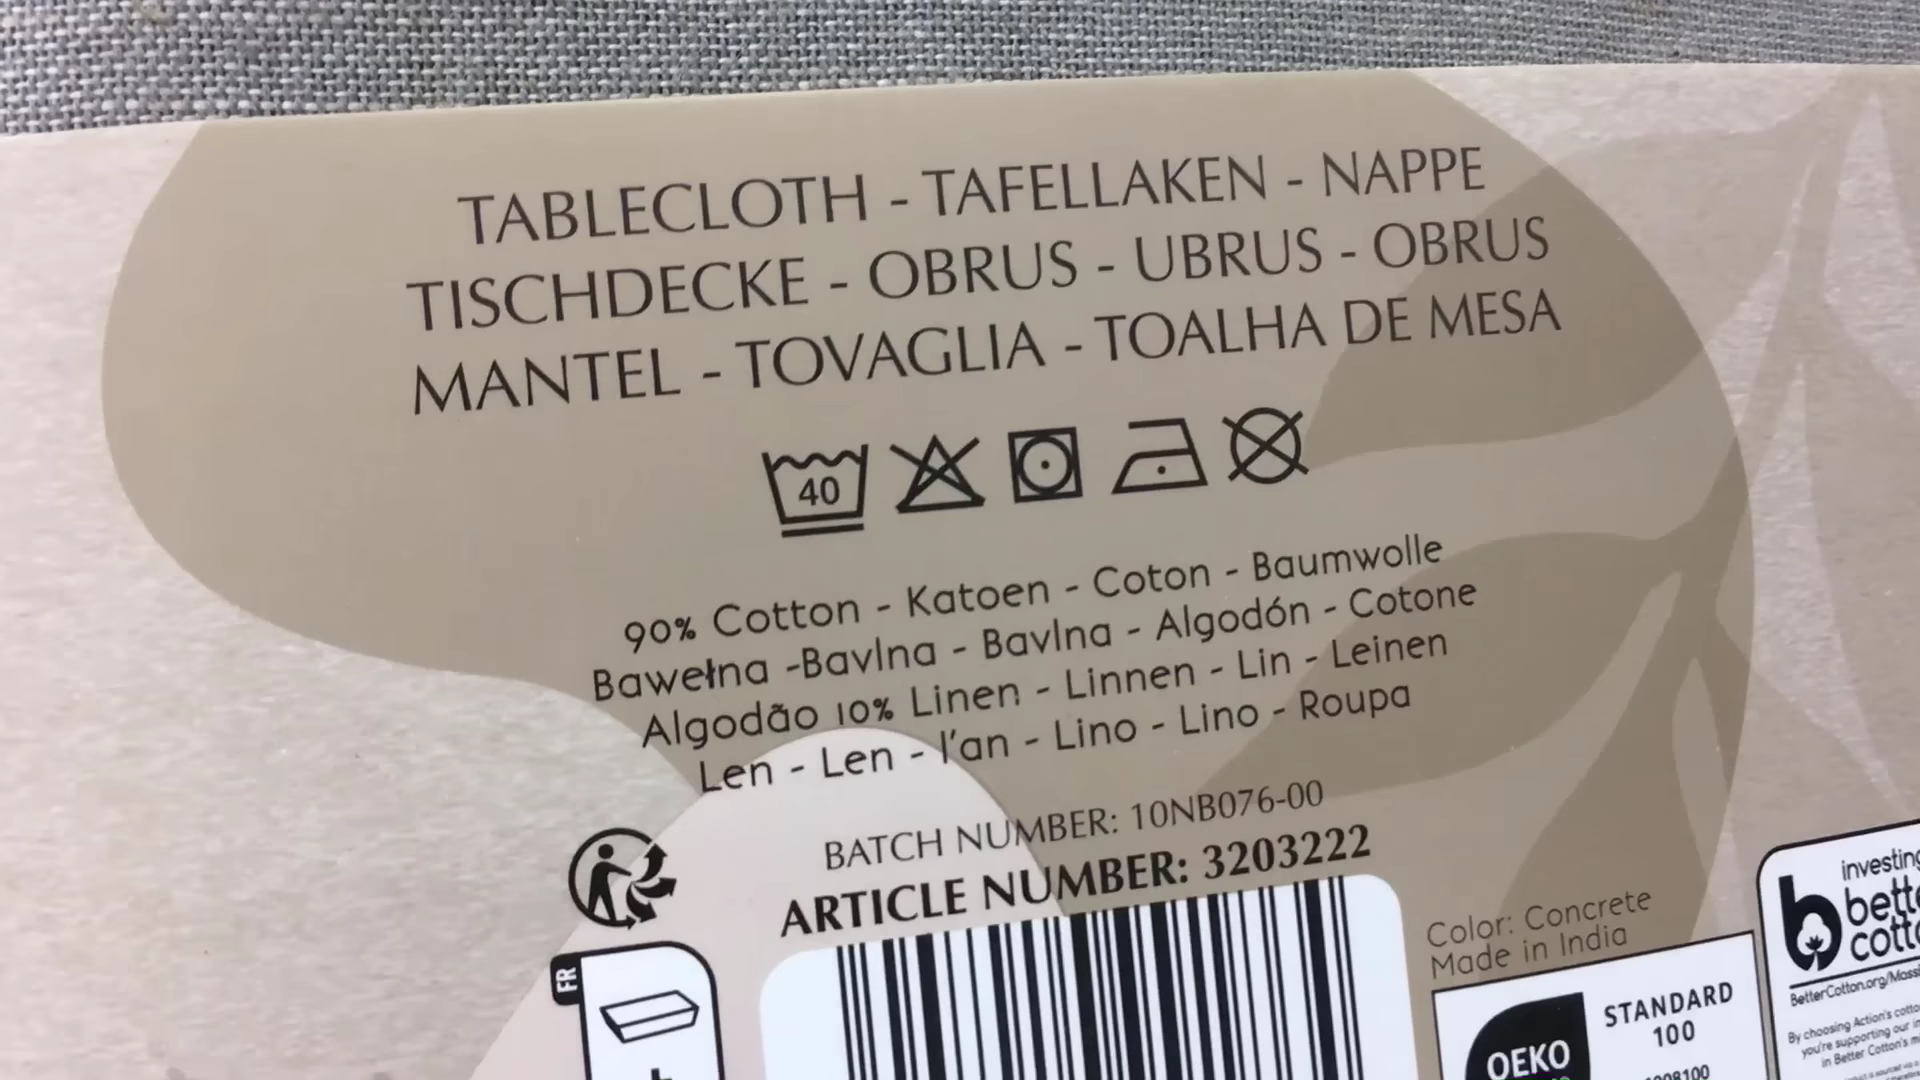 TABLECLOTH - TAFELLAKEN - NAPPE
TISCHDECKE - OBRUS - UBRUS - OBRUS
MANTEL - TOVAGLIA - TOALHA DE MESA
40
90% Cotton - Katoen - Coton - Baumwolle
Bawełna -Bavlna - Bavlna - Algodón - Cotone
Algodão 10% Linen - Linnen - Lin - Leinen
Len - Len - l'an - Lino - Lino - Roupa
BATCH NUMBER: 10NB076-00
ARTICLE NUMBER: 3203222
FR
Color: Concrete
Made in India
OEKO
STANDARD
100
investing
better
cotto
BetterCotton.org/Mass
By choosing Action's cotto
you're supporting our in
in Better Cotton's m